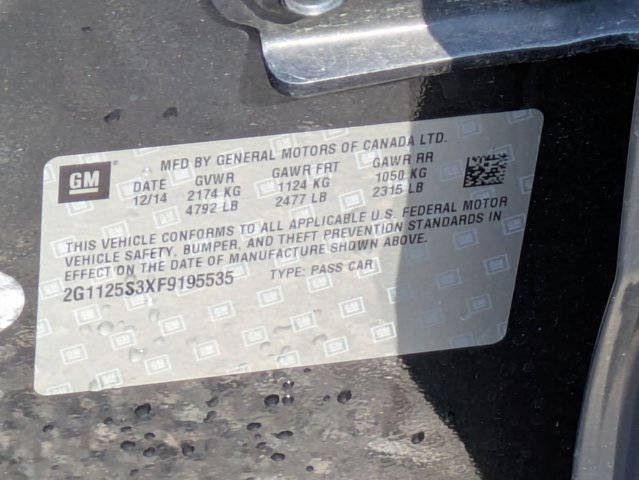 MFD BY GENERAL MOTORS OF CANADA LTD.
GM
DATE GVWR GAWR FRT GAWR RR
12/14 2174 KG 1124 KG 1050 KG
4792 LB 2477 LB 2315 LB
THIS VEHICLE CONFORMS TO ALL APPLICABLE U.S. FEDERAL MOTOR
VEHICLE SAFETY, BUMPER, AND THEFT PREVENTION STANDARDS IN
EFFECT ON THE DATE OF MANUFACTURE SHOWN ABOVE.
2G1125S3XF9195535 TYPE: PASS CAR